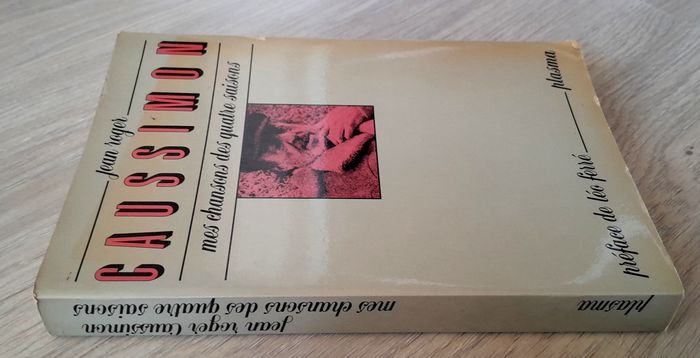 jean roger
CAUSSIMON
mes chansons des quatre saisons
préface de léo ferré
plasma
jean roger Caussimon
mes chansons des quatre saisons
plasma